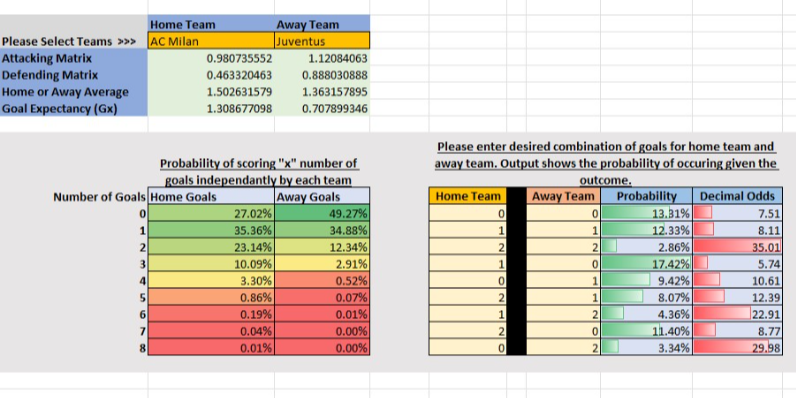 Home Team Away Team
Please Select Teams >>> AC Milan Juventus
Attacking Matrix 0.980735552 1.12084063
Defending Matrix 0.463320463 0.888030888
Home or Away Average 1.502631579 1.363157895
Goal Expectancy (Gx) 1.308677098 0.707899346
Probability of scoring "x" number of
goals independantly by each team
Number of Goals Home Goals Away Goals
0 27.02% 49.27%
1 35.36% 34.88%
2 23.14% 12.34%
3 10.09% 2.91%
4 3.30% 0.52%
5 0.86% 0.07%
6 0.19% 0.01%
7 0.04% 0.00%
8 0.01% 0.00%
Please enter desired combination of goals for home team and
away team. Output shows the probability of occuring given the
outcome.
Home Team Away Team Probability Decimal Odds
0 0 13.31% 7.51
1 1 12.33% 8.11
2 2 2.86% 35.01
1 0 17.42% 5.74
0 1 9.42% 10.61
2 1 8.07% 12.39
1 2 4.36% 22.91
2 0 11.40% 8.77
0 2 3.34% 29.98